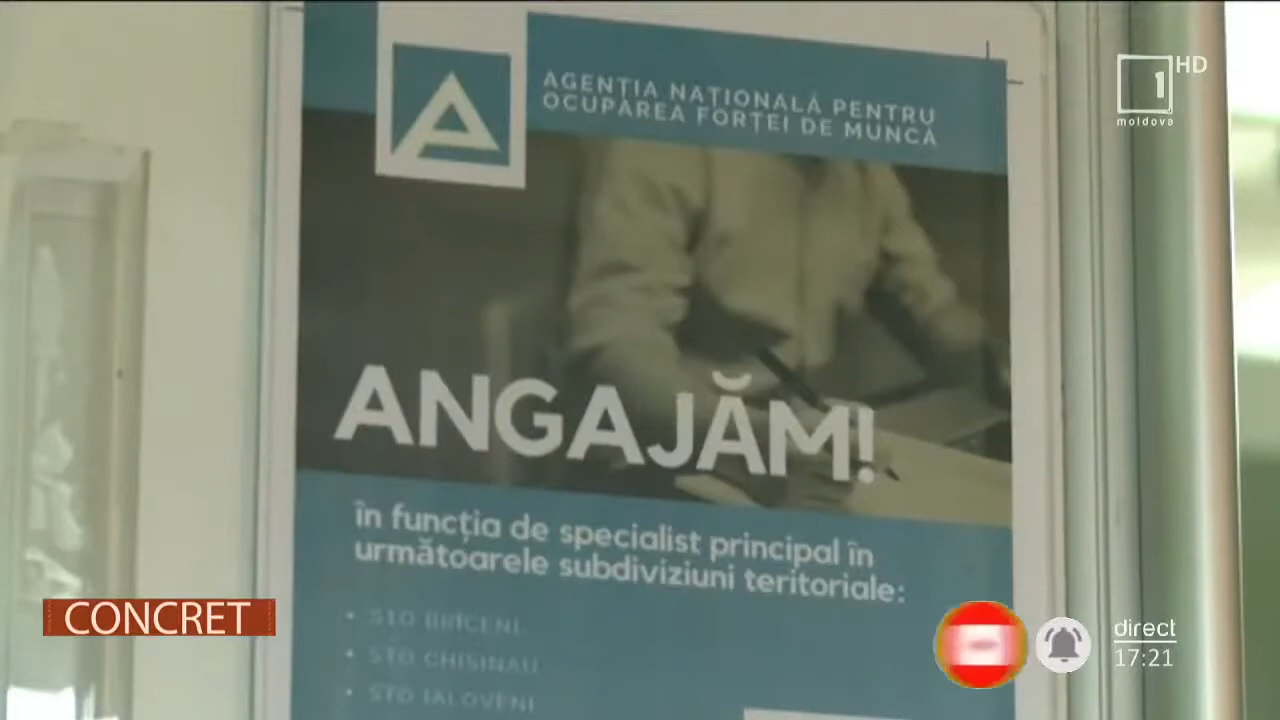 AGENȚIA NAȚIONALĂ PENTRU
OCUPAREA FORȚEI DE MUNCĂ
HD
1
moldova
ANGAJĂM!
în funcția de specialist principal în
următoarele subdiviziuni teritoriale:
• STO BRICENI
• STO CHIȘINĂU
• STO IALOVENI
CONCRET
direct
17:21